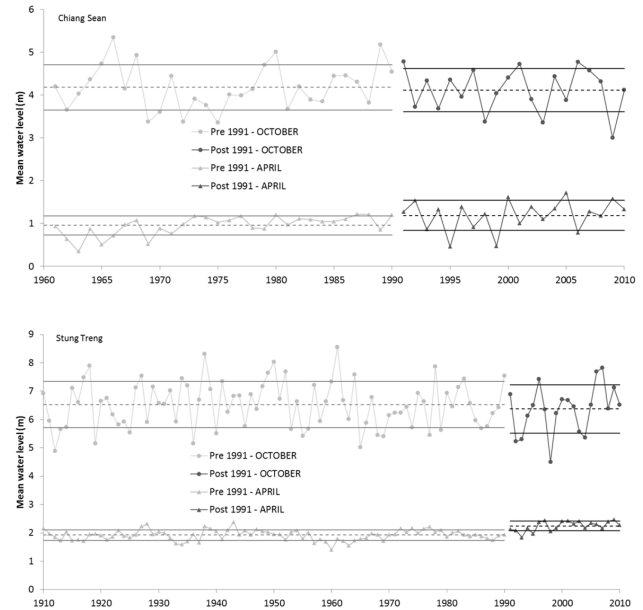 Chiang Sean
Mean water level (m)
6
5
4
3
2
1
0
Pre 1991 - OCTOBER
Post 1991 - OCTOBER
Pre 1991 - APRIL
Post 1991 - APRIL
1960 1965 1970 1975 1980 1985 1990 1995 2000 2005 2010
Stung Treng
Mean water level (m)
9
8
7
6
5
4
3
2
1
0
Pre 1991 - OCTOBER
Post 1991 - OCTOBER
Pre 1991 - APRIL
Post 1991 - APRIL
1910 1920 1930 1940 1950 1960 1970 1980 1990 2000 2010